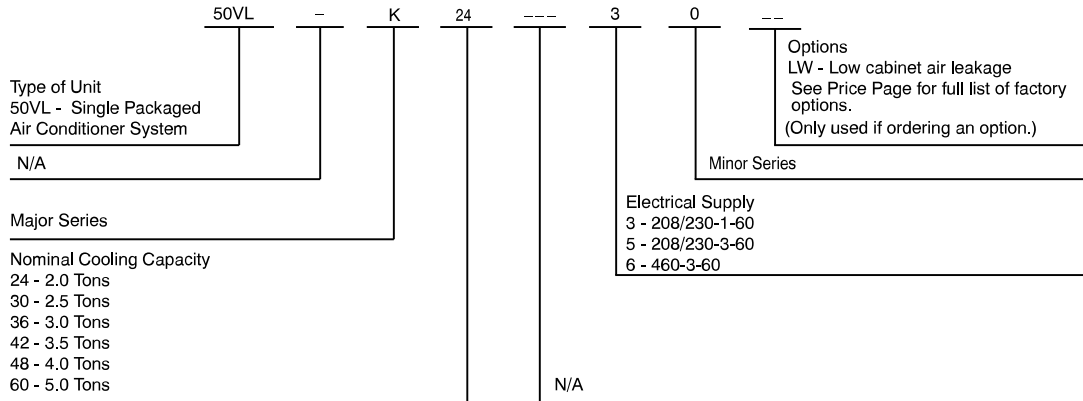 50VL – K 24 ––– 3 0 ––
Options
LW - Low cabinet air leakage
See Price Page for full list of factory
options.
(Only used if ordering an option.)
Type of Unit
50VL - Single Packaged
Air Conditioner System
N/A
Minor Series
Electrical Supply
3 - 208/230-1-60
5 - 208/230-3-60
6 - 460-3-60
Major Series
Nominal Cooling Capacity
24 - 2.0 Tons
30 - 2.5 Tons
36 - 3.0 Tons
42 - 3.5 Tons
48 - 4.0 Tons
60 - 5.0 Tons
N/A